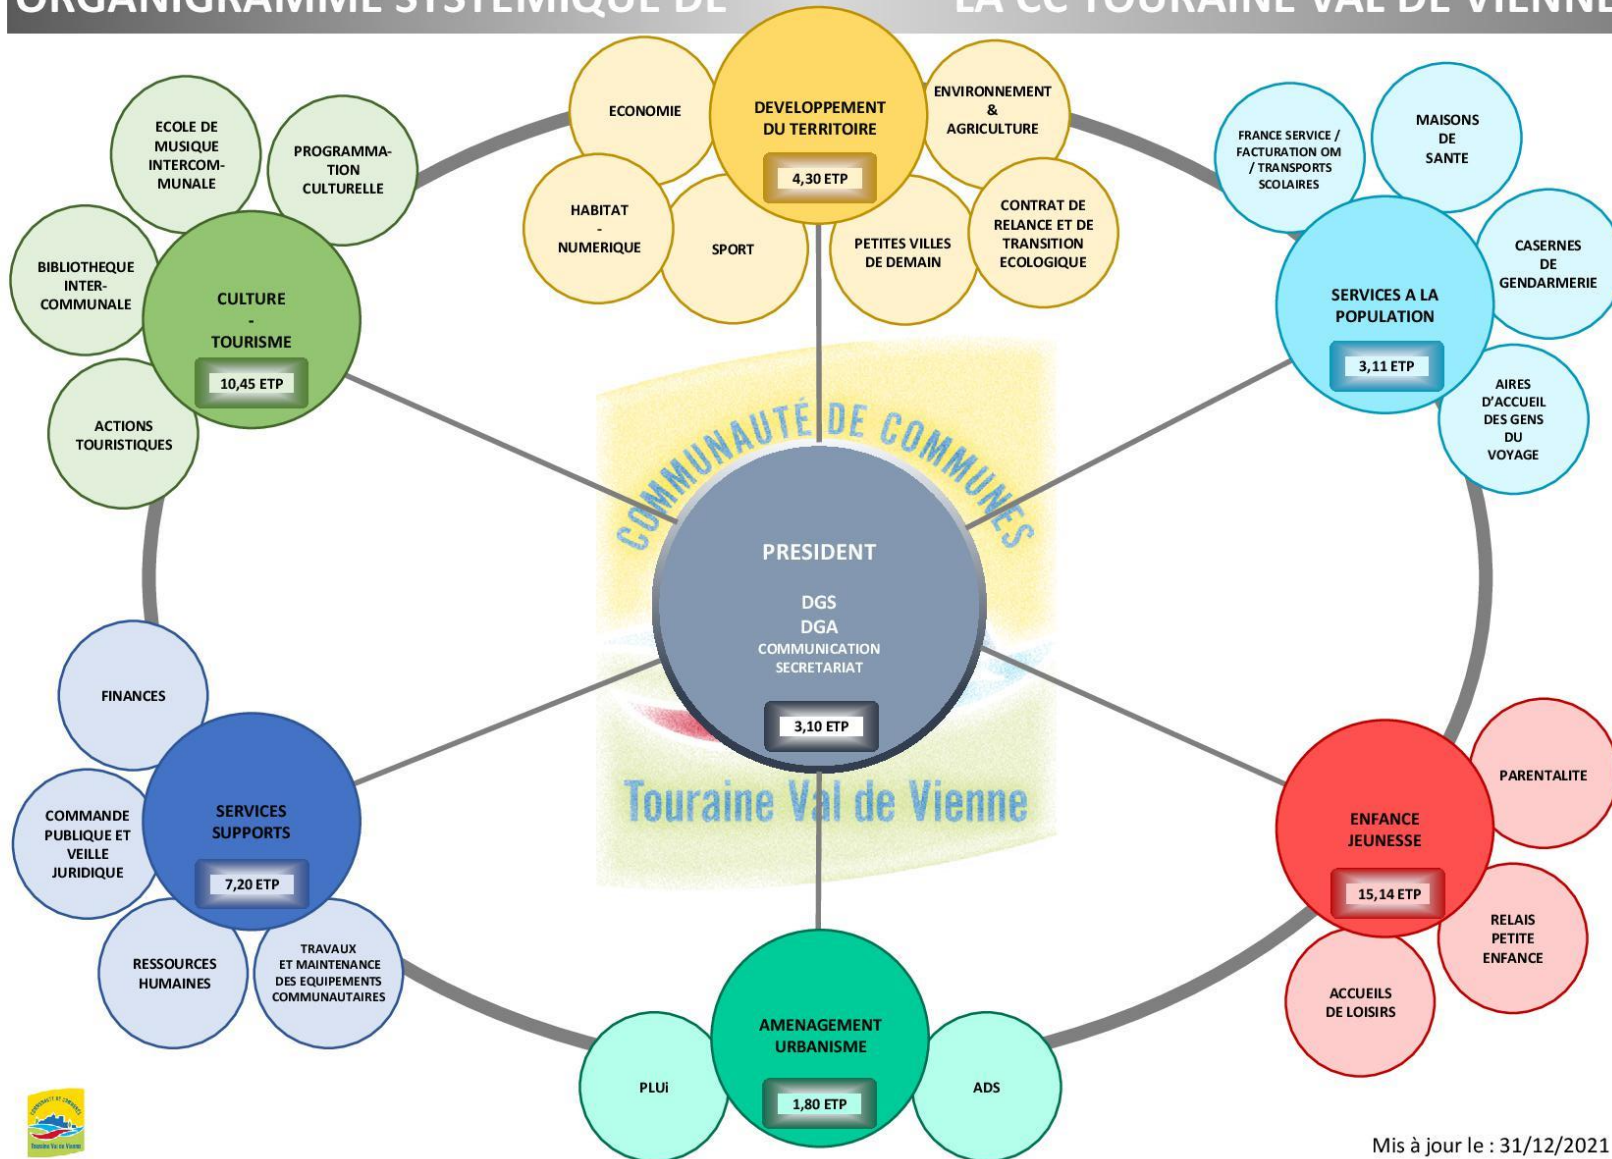 ORGANIGRAMME SYSTEMIQUE DE LA CC TOURAINE VAL DE VIENNE
ECOLE DE
MUSIQUE
INTERCOM-
MUNALE
PROGRAMMA-
TION
CULTURELLE
BIBLIOTHEQUE
INTER-
COMMUNALE
ACTIONS
TOURISTIQUES
CULTURE
-
TOURISME
10,45 ETP
ECONOMIE
HABITAT
-
NUMERIQUE
SPORT
DEVELOPPEMENT
DU TERRITOIRE
4,30 ETP
ENVIRONNEMENT
&
AGRICULTURE
PETITES VILLES
DE DEMAIN
CONTRAT DE
RELANCE ET DE
TRANSITION
ECOLOGIQUE
FRANCE SERVICE /
FACTURATION OM
/ TRANSPORTS
SCOLAIRES
MAISONS
DE
SANTE
CASERNES
DE
GENDARMERIE
AIRES
D'ACCUEIL
DES GENS
DU
VOYAGE
SERVICES A LA
POPULATION
3,11 ETP
COMMUNAUTÉ DE COMMUNES
PRESIDENT
DGS
DGA
COMMUNICATION
SECRETARIAT
3,10 ETP
Touraine Val de Vienne
FINANCES
COMMANDE
PUBLIQUE ET
VEILLE
JURIDIQUE
RESSOURCES
HUMAINES
TRAVAUX
ET MAINTENANCE
DES EQUIPEMENTS
COMMUNAUTAIRES
SERVICES
SUPPORTS
7,20 ETP
PARENTALITE
RELAIS
PETITE
ENFANCE
ACCUEILS
DE LOISIRS
ENFANCE
JEUNESSE
15,14 ETP
PLUi
AMENAGEMENT
URBANISME
1,80 ETP
ADS
COMMUNAUTÉ DE COMMUNES
Touraine Val de Vienne
Mis à jour le : 31/12/2021